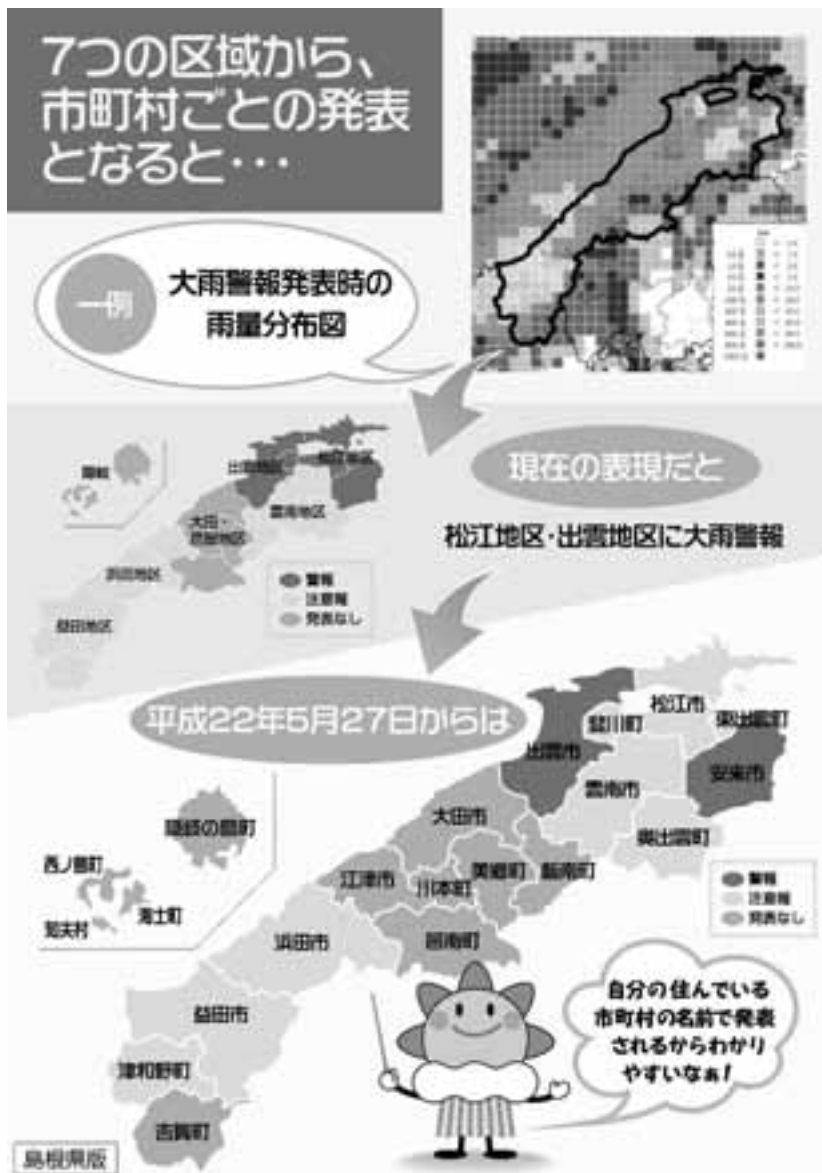 7つの区域から、
市町村ごとの発表
となると・・・
一例
大雨警報発表時の
雨量分布図
現在の表現だと
松江地区・出雲地区に大雨警報
隠岐
出雲地区
松江地区
雲南地区
大田・
邑智地区
浜田地区
益田地区
警報
注意報
発表なし
平成22年5月27日からは
松江市
斐川町
東出雲町
出雲市
安来市
雲南市
奥出雲町
大田市
飯南町
美郷町
川本町
江津市
邑南町
浜田市
益田市
津和野町
吉賀町
隠岐の島町
西ノ島町
海士町
知夫村
警報
注意報
発表なし
自分の住んでいる
市町村の名前で発表
されるからわかり
やすいなぁ!
島根県版